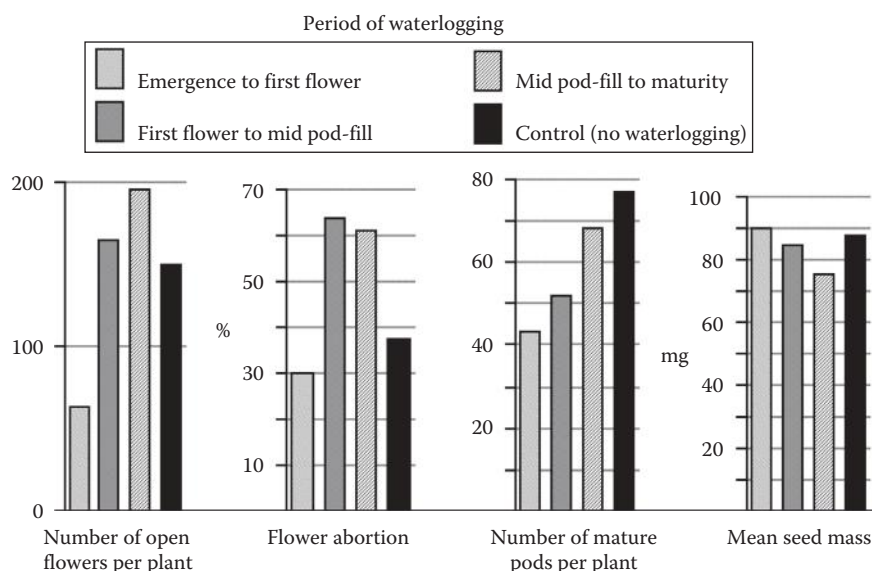 Period of waterlogging
Emergence to first flower
Mid pod-fill to maturity
First flower to mid pod-fill
Control (no waterlogging)
200
100
0
Number of open
flowers per plant
70
50
%
30
10
Flower abortion
80
60
40
20
Number of mature
pods per plant
100
80
60
mg
40
20
Mean seed mass